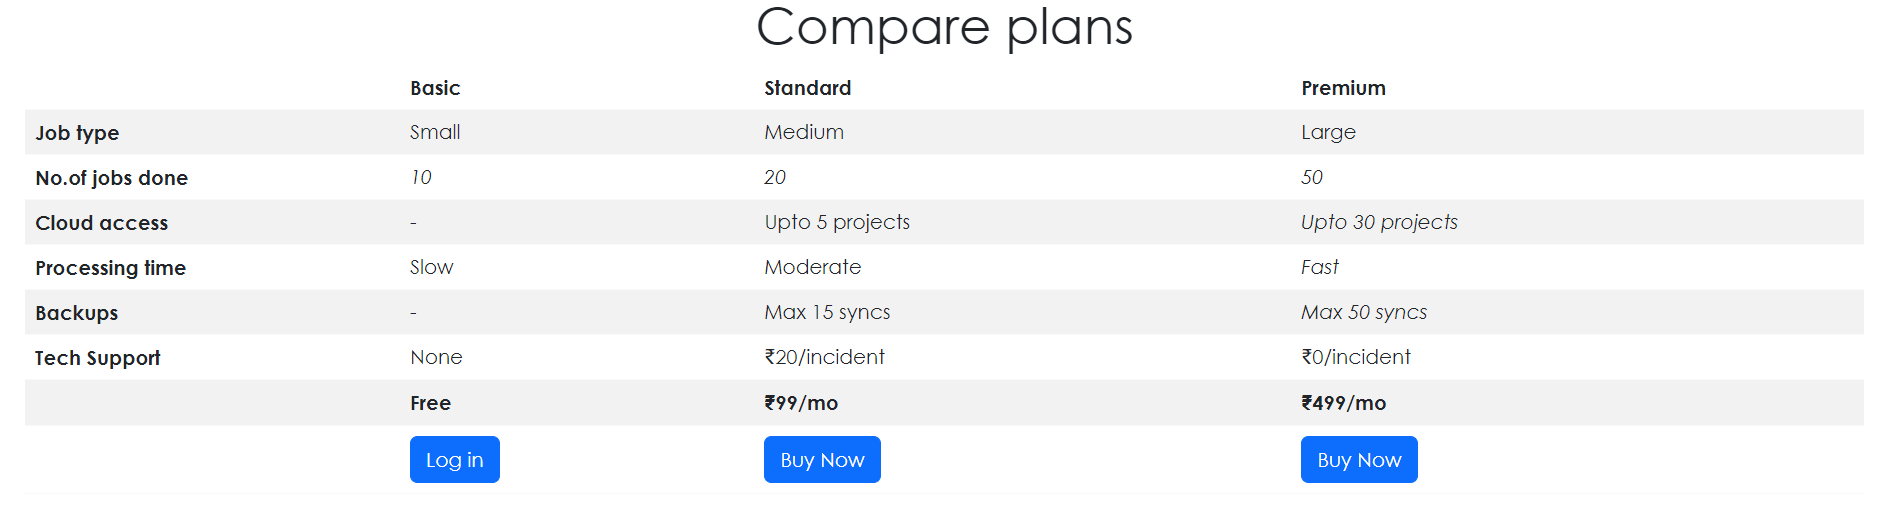 Compare plans
Basic Standard Premium
Job type Small Medium Large
No.of jobs done 10 20 50
Cloud access - Upto 5 projects Upto 30 projects
Processing time Slow Moderate Fast
Backups - Max 15 syncs Max 50 syncs
Tech Support None ₹20/incident ₹0/incident
Free ₹99/mo ₹499/mo
Log in Buy Now Buy Now